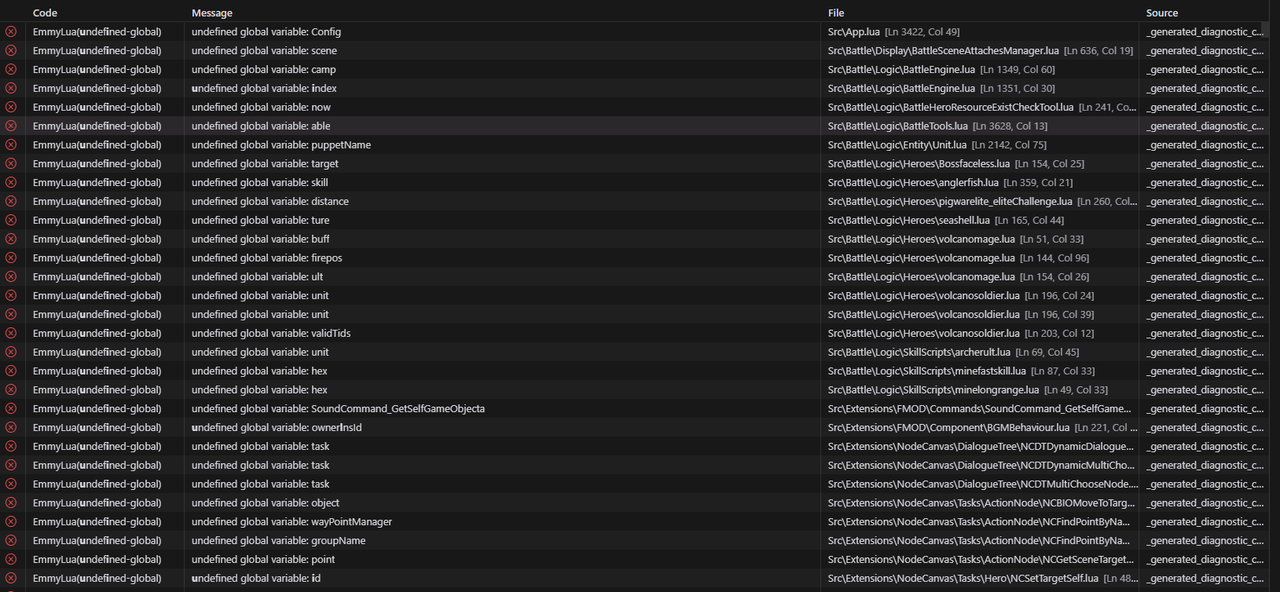 Code Message File Source
EmmyLua(undefined-global) undefined global variable: Config Src\App.lua [Ln 3422, Col 49] _generated_diagnostic_c...
EmmyLua(undefined-global) undefined global variable: scene Src\Battle\Display\BattleSceneAttachesManager.lua [Ln 636, Col 19] _generated_diagnostic_c...
EmmyLua(undefined-global) undefined global variable: camp Src\Battle\Logic\BattleEngine.lua [Ln 1349, Col 60] _generated_diagnostic_c...
EmmyLua(undefined-global) undefined global variable: index Src\Battle\Logic\BattleEngine.lua [Ln 1351, Col 30] _generated_diagnostic_c...
EmmyLua(undefined-global) undefined global variable: now Src\Battle\Logic\BattleHeroResourceExistCheckTool.lua [Ln 241, Co... _generated_diagnostic_c...
EmmyLua(undefined-global) undefined global variable: able Src\Battle\Logic\BattleTools.lua [Ln 3628, Col 13] _generated_diagnostic_c...
EmmyLua(undefined-global) undefined global variable: puppetName Src\Battle\Logic\Entity\Unit.lua [Ln 2142, Col 75] _generated_diagnostic_c...
EmmyLua(undefined-global) undefined global variable: target Src\Battle\Logic\Heroes\Bossfaceless.lua [Ln 154, Col 25] _generated_diagnostic_c...
EmmyLua(undefined-global) undefined global variable: skill Src\Battle\Logic\Heroes\anglerfish.lua [Ln 359, Col 21] _generated_diagnostic_c...
EmmyLua(undefined-global) undefined global variable: distance Src\Battle\Logic\Heroes\pigwarelite_eliteChallenge.lua [Ln 260, Col... _generated_diagnostic_c...
EmmyLua(undefined-global) undefined global variable: ture Src\Battle\Logic\Heroes\seashell.lua [Ln 165, Col 44] _generated_diagnostic_c...
EmmyLua(undefined-global) undefined global variable: buff Src\Battle\Logic\Heroes\volcanomage.lua [Ln 51, Col 33] _generated_diagnostic_c...
EmmyLua(undefined-global) undefined global variable: firepos Src\Battle\Logic\Heroes\volcanomage.lua [Ln 144, Col 96] _generated_diagnostic_c...
EmmyLua(undefined-global) undefined global variable: ult Src\Battle\Logic\Heroes\volcanomage.lua [Ln 154, Col 26] _generated_diagnostic_c...
EmmyLua(undefined-global) undefined global variable: unit Src\Battle\Logic\Heroes\volcanosoldier.lua [Ln 196, Col 24] _generated_diagnostic_c...
EmmyLua(undefined-global) undefined global variable: unit Src\Battle\Logic\Heroes\volcanosoldier.lua [Ln 196, Col 39] _generated_diagnostic_c...
EmmyLua(undefined-global) undefined global variable: validTids Src\Battle\Logic\Heroes\volcanosoldier.lua [Ln 203, Col 12] _generated_diagnostic_c...
EmmyLua(undefined-global) undefined global variable: unit Src\Battle\Logic\SkillScripts\archerult.lua [Ln 69, Col 45] _generated_diagnostic_c...
EmmyLua(undefined-global) undefined global variable: hex Src\Battle\Logic\SkillScripts\minefastskill.lua [Ln 87, Col 33] _generated_diagnostic_c...
EmmyLua(undefined-global) undefined global variable: hex Src\Battle\Logic\SkillScripts\minelongrange.lua [Ln 49, Col 33] _generated_diagnostic_c...
EmmyLua(undefined-global) undefined global variable: SoundCommand_GetSelfGameObjecta Src\Extensions\FMOD\Commands\SoundCommand_GetSelfGame... _generated_diagnostic_c...
EmmyLua(undefined-global) undefined global variable: ownerInsId Src\Extensions\FMOD\Component\BGMBehaviour.lua [Ln 221, Col ... _generated_diagnostic_c...
EmmyLua(undefined-global) undefined global variable: task Src\Extensions\NodeCanvas\DialogueTree\NCDTDynamicDialogue... _generated_diagnostic_c...
EmmyLua(undefined-global) undefined global variable: task Src\Extensions\NodeCanvas\DialogueTree\NCDTDynamicMultiCho... _generated_diagnostic_c...
EmmyLua(undefined-global) undefined global variable: task Src\Extensions\NodeCanvas\DialogueTree\NCDTMultiChooseNode.... _generated_diagnostic_c...
EmmyLua(undefined-global) undefined global variable: object Src\Extensions\NodeCanvas\Tasks\ActionNode\NCBIOMoveToTarg... _generated_diagnostic_c...
EmmyLua(undefined-global) undefined global variable: wayPointManager Src\Extensions\NodeCanvas\Tasks\ActionNode\NCFindPointByNa... _generated_diagnostic_c...
EmmyLua(undefined-global) undefined global variable: groupName Src\Extensions\NodeCanvas\Tasks\ActionNode\NCFindPointByNa... _generated_diagnostic_c...
EmmyLua(undefined-global) undefined global variable: point Src\Extensions\NodeCanvas\Tasks\ActionNode\NCGetSceneTarget... _generated_diagnostic_c...
EmmyLua(undefined-global) undefined global variable: id Src\Extensions\NodeCanvas\Tasks\Hero\NCSetTargetSelf.lua [Ln 48... _generated_diagnostic_c...